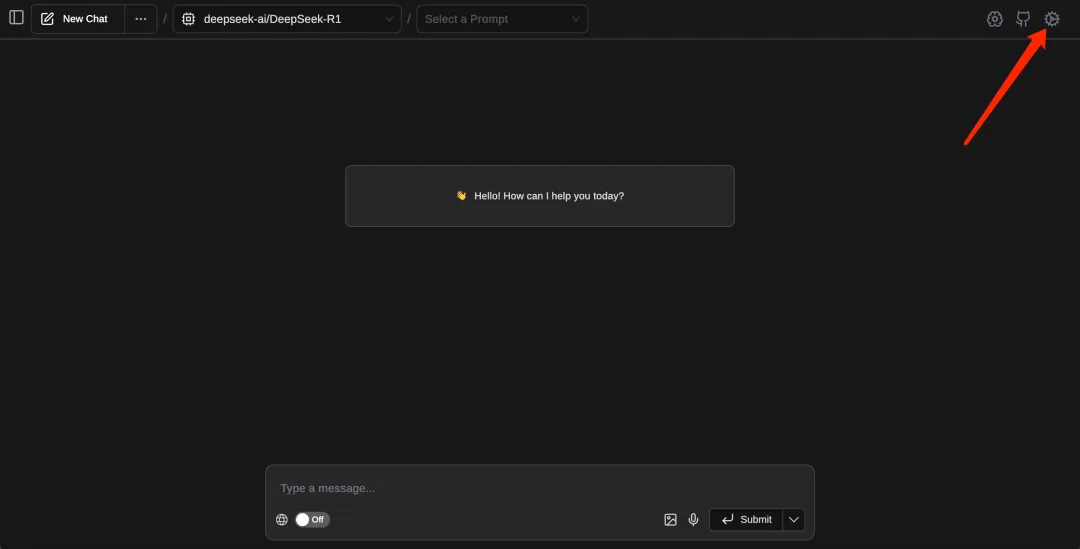 New Chat
deepseek-ai/DeepSeek-R1
Select a Prompt
👋 Hello! How can I help you today?
Type a message...
Off
Submit